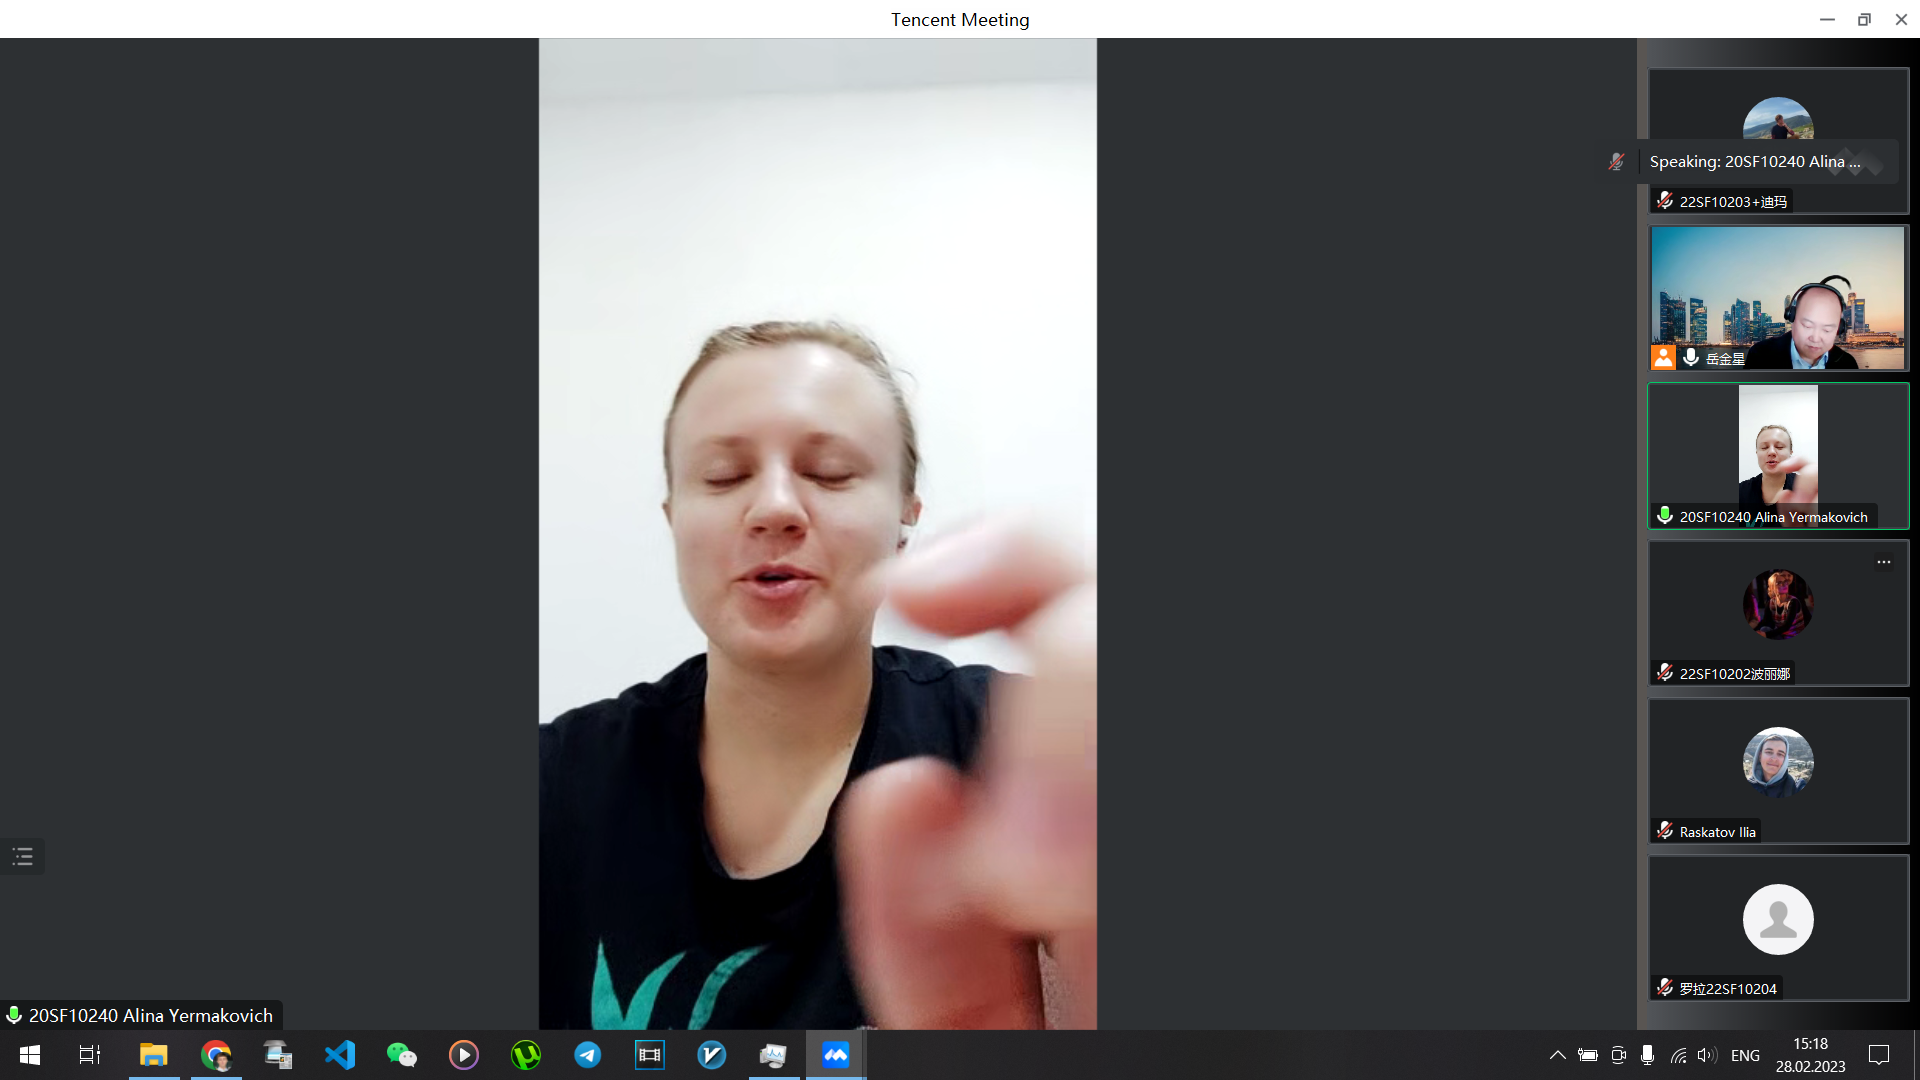 Tencent Meeting
Speaking: 20SF10240 Alina ...
22SF10203+迪玛
岳金星
20SF10240 Alina Yermakovich
22SF10202波丽娜
Raskatov Ilia
罗拉22SF10204
20SF10240 Alina Yermakovich
ENG
15:18
28.02.2023